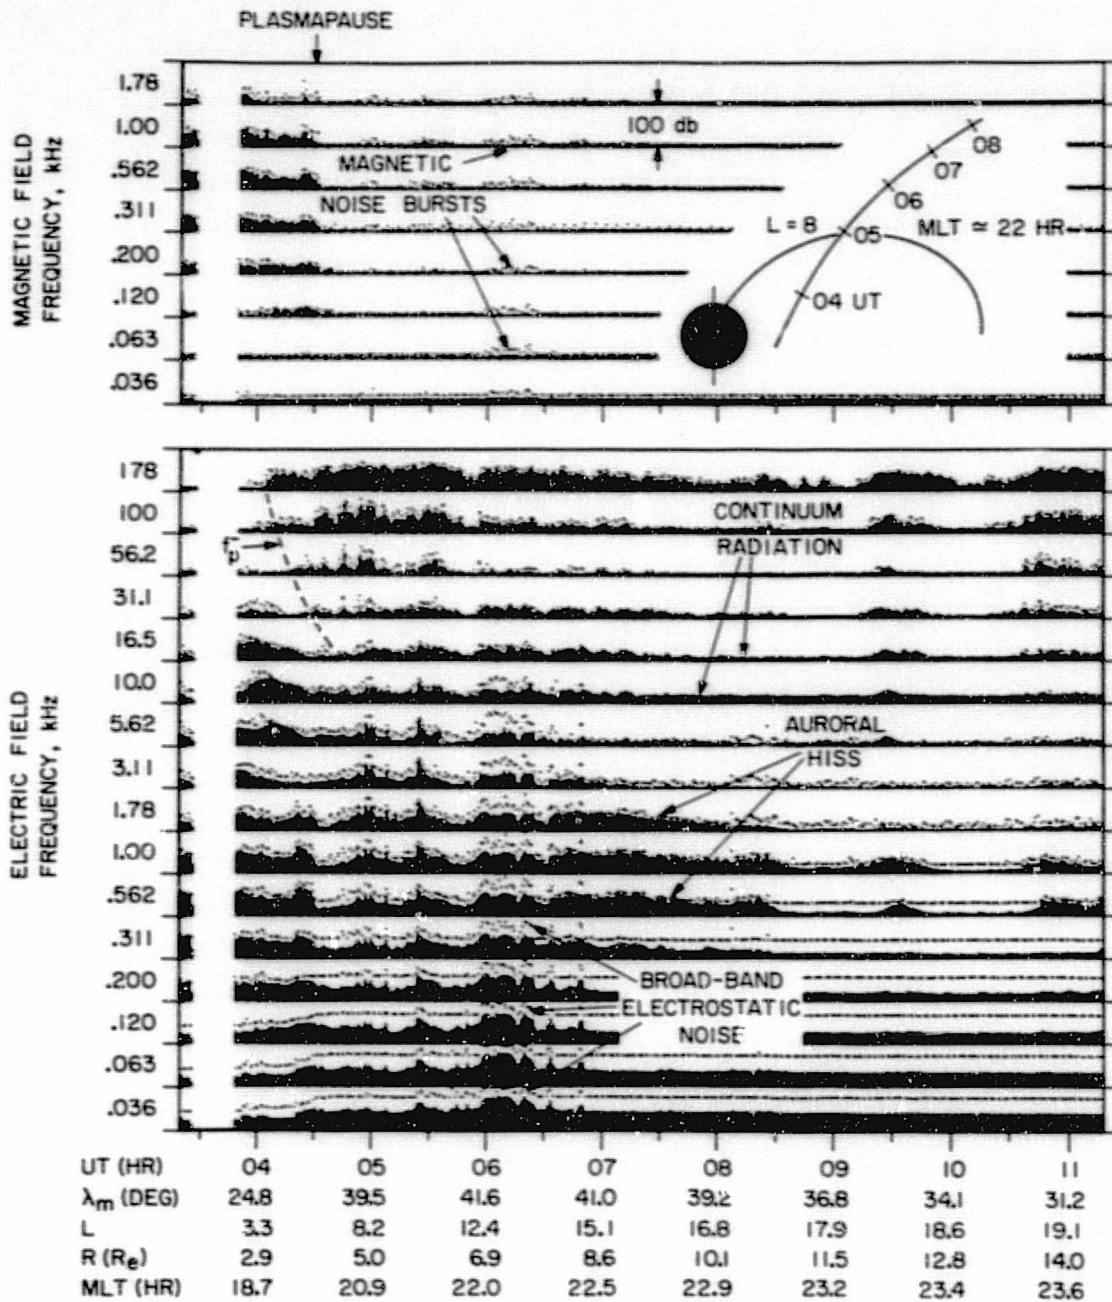 PLASMAPAUSE
MAGNETIC FIELD
FREQUENCY, kHz
1.78
1.00
.562
.311
.200
.120
.063
.036
100 db
MAGNETIC
NOISE BURSTS
L = 8
MLT ≃ 22 HR
08
07
06
05
04 UT
ELECTRIC FIELD
FREQUENCY, kHz
178
100
56.2
31.1
16.5
10.0
5.62
3.11
1.78
1.00
.562
.311
.200
.120
.063
.036
CONTINUUM
RADIATION
AURORAL
HISS
BROAD-BAND
ELECTROSTATIC
NOISE
UT (HR) 04 05 06 07 08 09 10 11
λm (DEG) 24.8 39.5 41.6 41.0 39.2 36.8 34.1 31.2
L 3.3 8.2 12.4 15.1 16.8 17.9 18.6 19.1
R (Re) 2.9 5.0 6.9 8.6 10.1 11.5 12.8 14.0
MLT (HR) 18.7 20.9 22.0 22.5 22.9 23.2 23.4 23.6